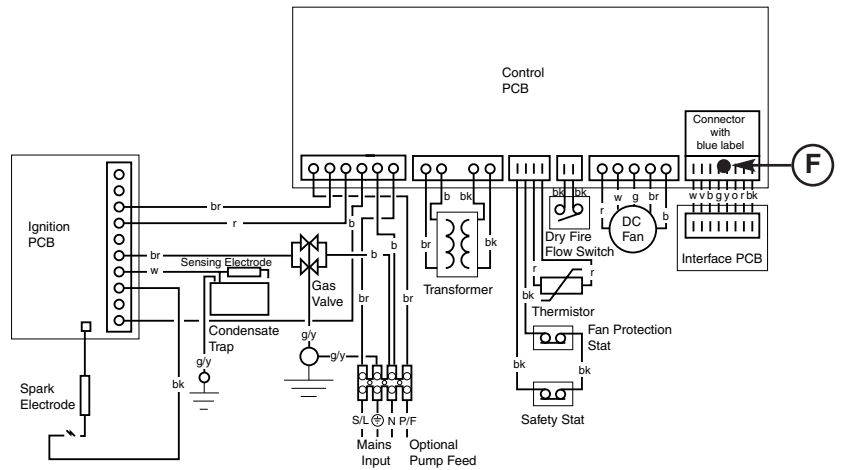 Control
PCB
Connector
with
blue label
F
Ignition
PCB
br
r
br
w
Sensing Electrode
Condensate
Trap
g/y
bk
Spark
Electrode
Gas
Valve
g/y
g/y
b
b
b
br
br
S/L
N
P/F
Mains
Input
Optional
Pump Feed
b
bk
br
bk
Transformer
bk
bk
Dry Fire
Flow Switch
r
r
Thermistor
bk
Fan Protection
Stat
bk
bk
Safety Stat
r
w
g
br
b
DC
Fan
w v b g y o r bk
Interface PCB